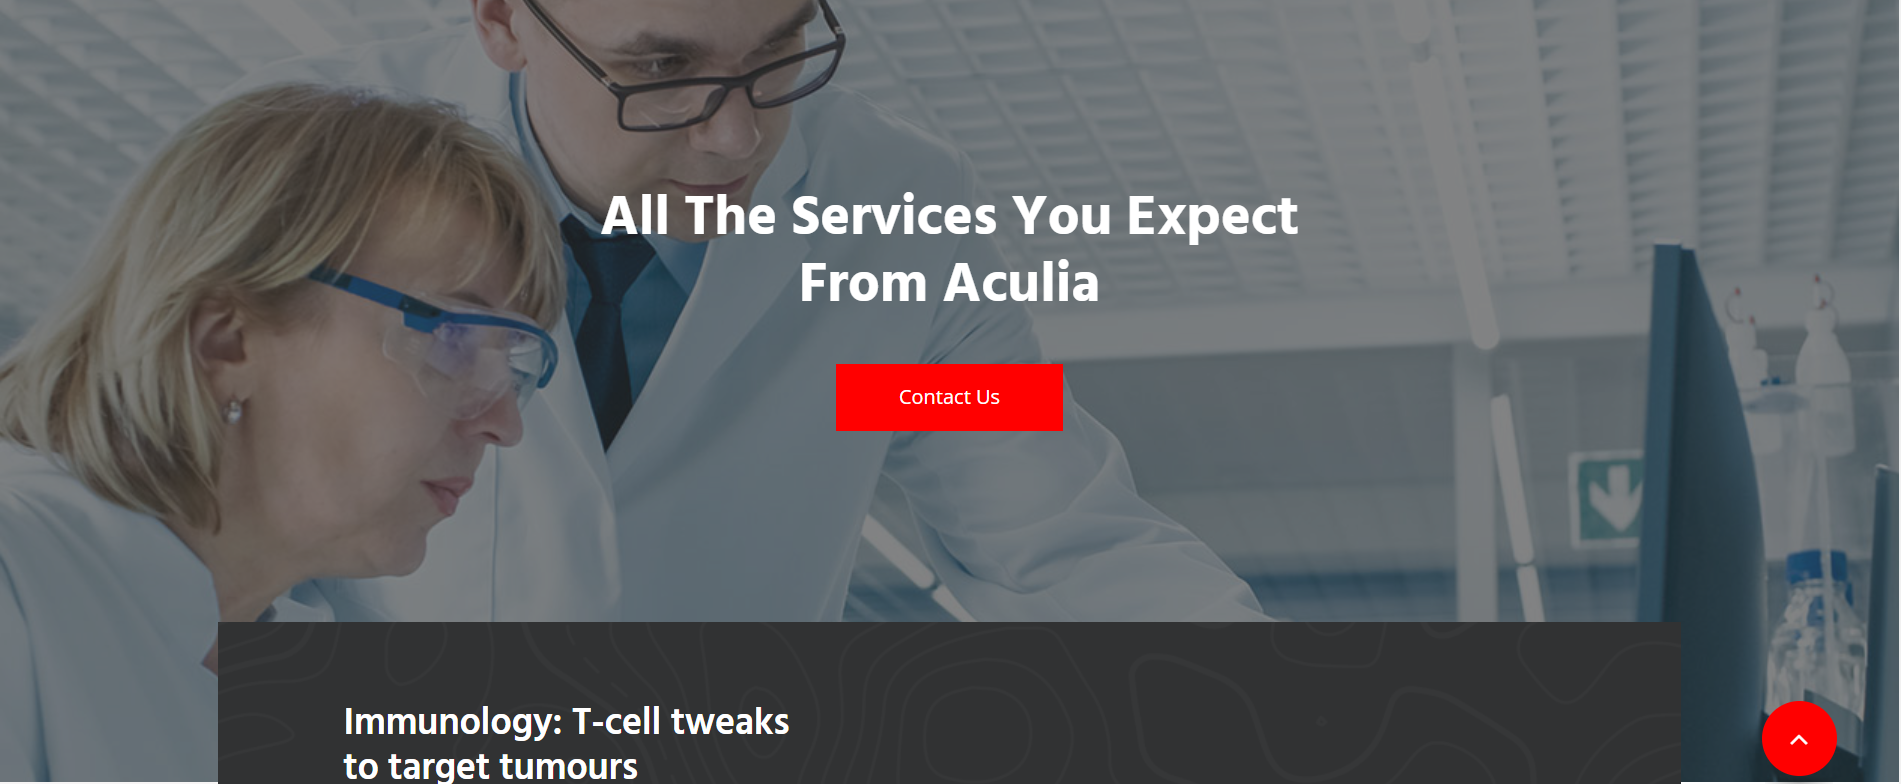 All The Services You Expect
From Aculia
Contact Us
Immunology: T-cell tweaks
to target tumours